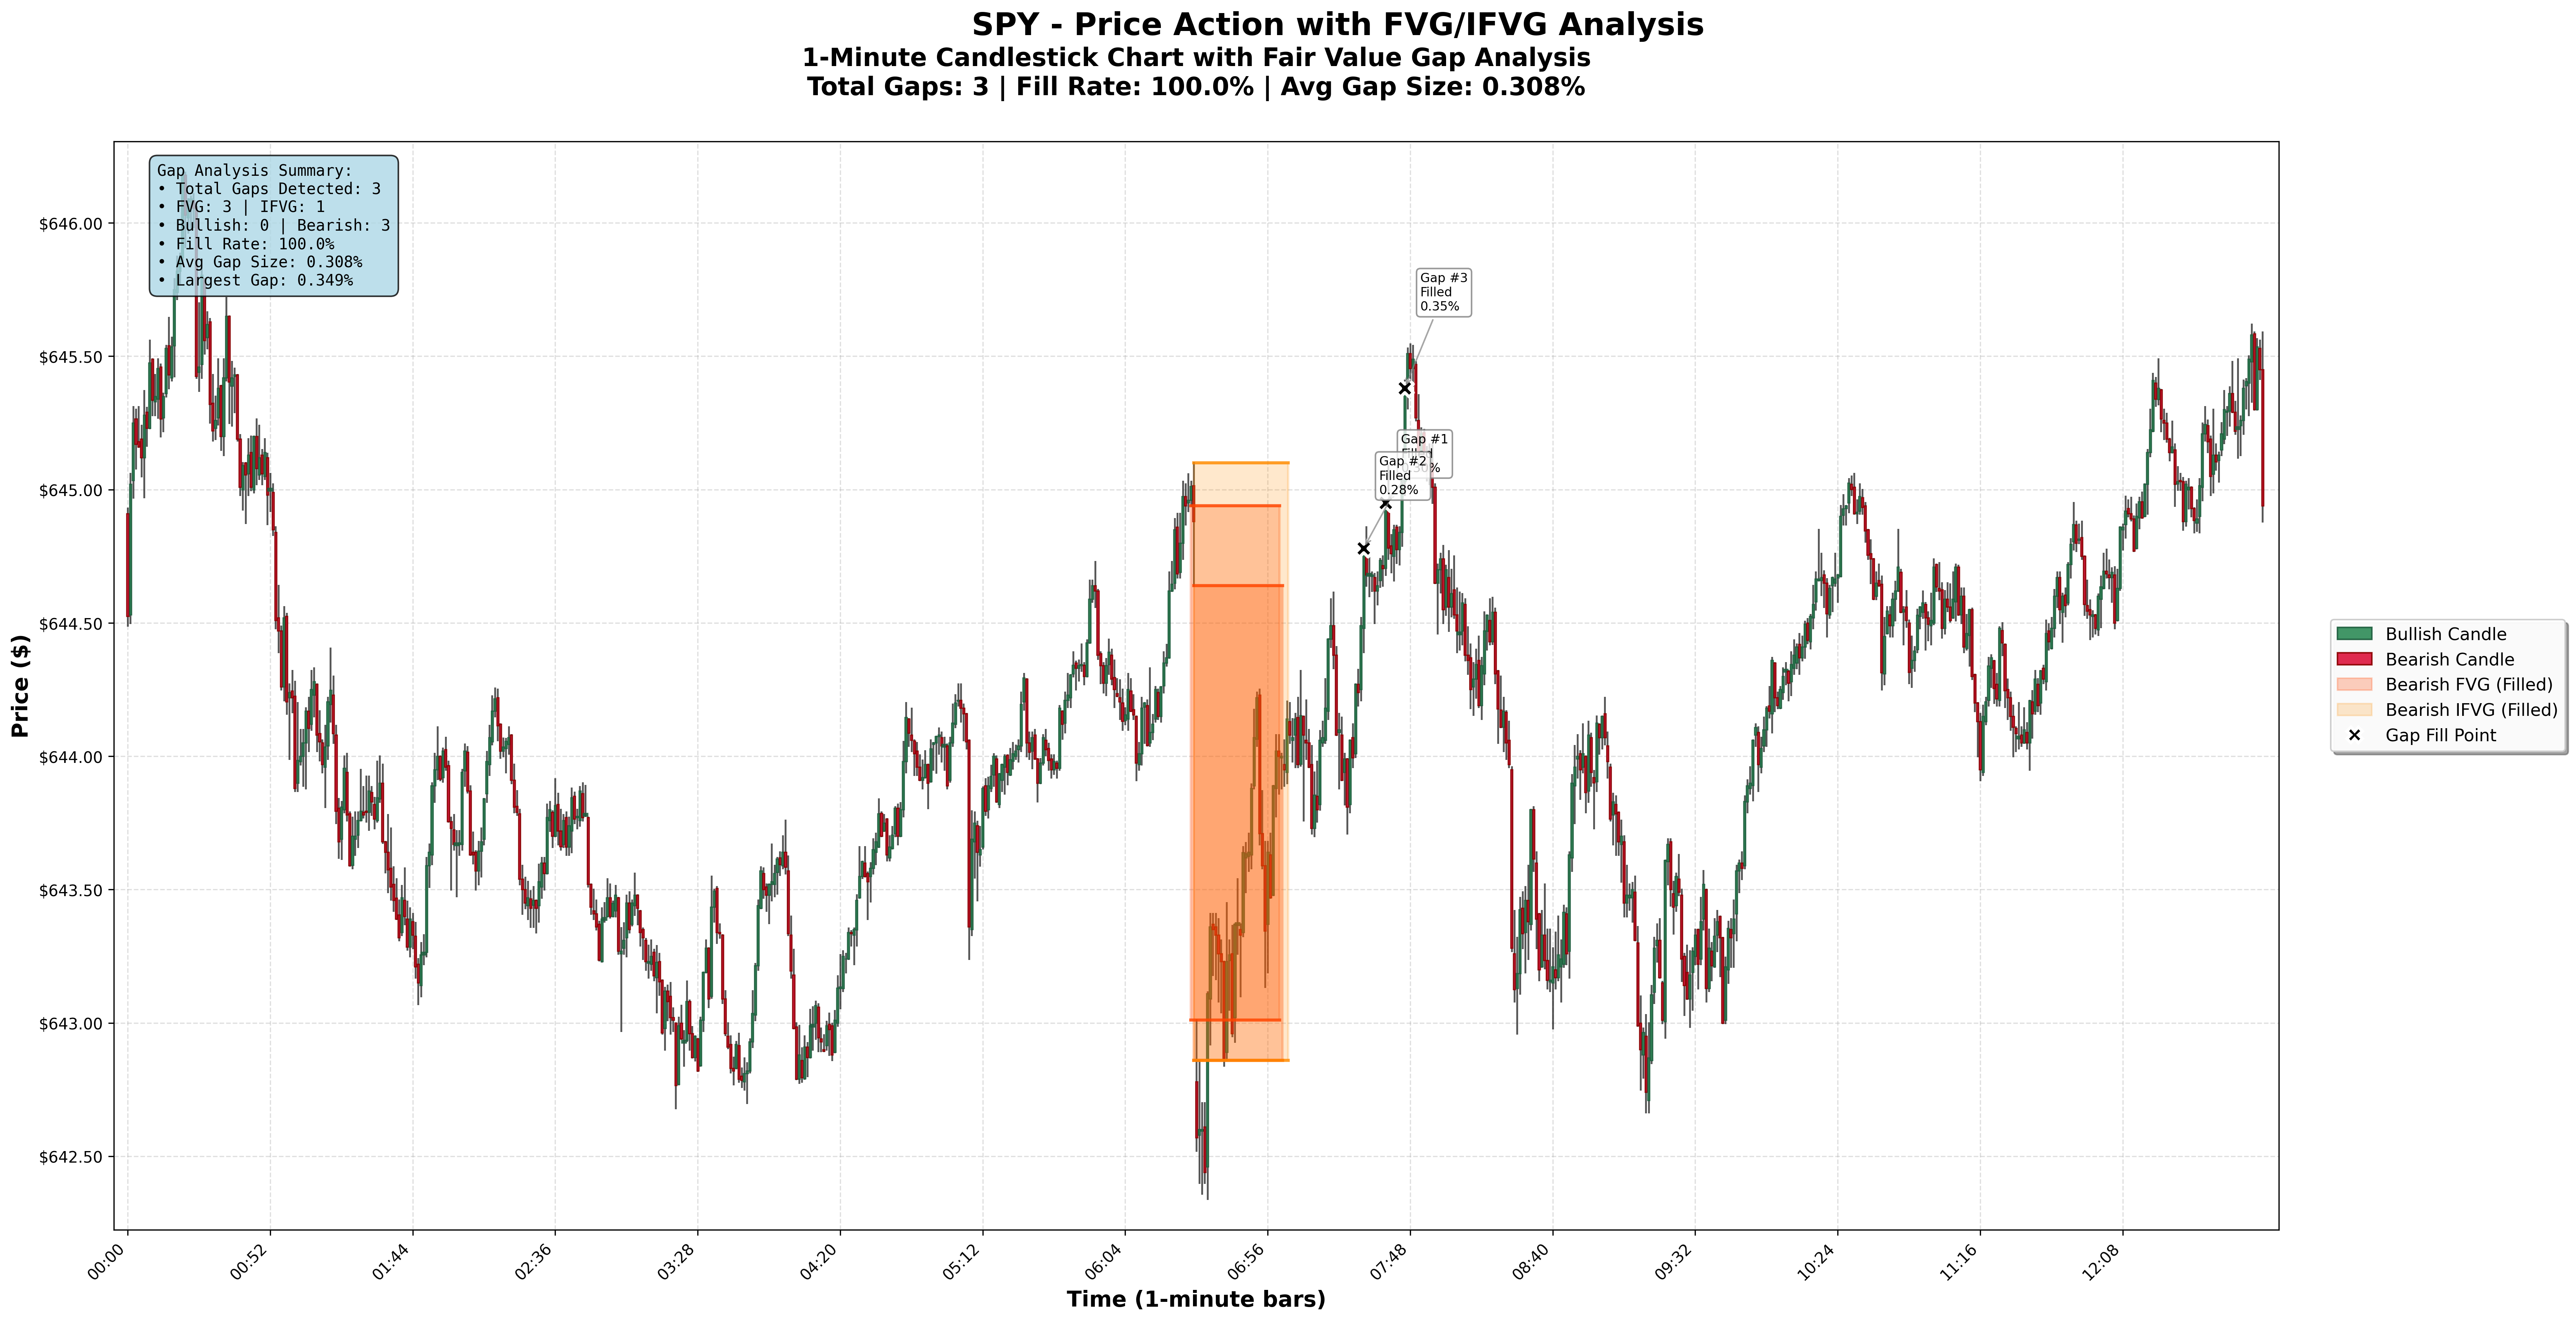 SPY - Price Action with FVG/IFVG Analysis
1-Minute Candlestick Chart with Fair Value Gap Analysis
Total Gaps: 3 | Fill Rate: 100.0% | Avg Gap Size: 0.308%
Gap Analysis Summary:
• Total Gaps Detected: 3
• FVG: 3 | IFVG: 1
• Bullish: 0 | Bearish: 3
• Fill Rate: 100.0%
• Avg Gap Size: 0.308%
• Largest Gap: 0.349%
Gap #3
Filled
0.35%
Gap #1
Filled
Gap #2
Filled
0.28%
Price ($)
$646.00
$645.50
$645.00
$644.50
$644.00
$643.50
$643.00
$642.50
00:00
00:52
01:44
02:36
03:28
04:20
05:12
06:04
06:56
07:48
08:40
09:32
10:24
11:16
12:08
Time (1-minute bars)
Bullish Candle
Bearish Candle
Bearish FVG (Filled)
Bearish IFVG (Filled)
Gap Fill Point